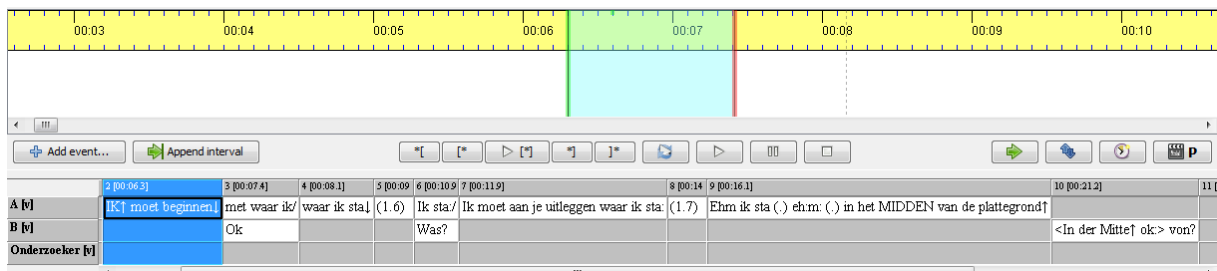 00:03 00:04 00:05 00:06 00:07 00:08 00:09 00:10
Add event... Append interval *[ [* [*] *] ]* P
2 [00:06.3] 3 [00:07.4] 4 [00:08.1] 5 [00:09 6 [00:10.9 7 [00:11.9] 8 [00:14 9 [00:16.1] 10 [00:21.2] 11 [
A [v] IK↑ moet beginnen↓ met waar ik/ waar ik sta↓ (1.6) Ik sta:/ Ik moet aan je uitleggen waar ik sta: (1.7) Ehm ik sta (.) eh:m: (.) in het MIDDEN van de plattegrond↑
B [v] Ok Was? <In der Mitte↑ ok:> von?
Onderzoeker [v]